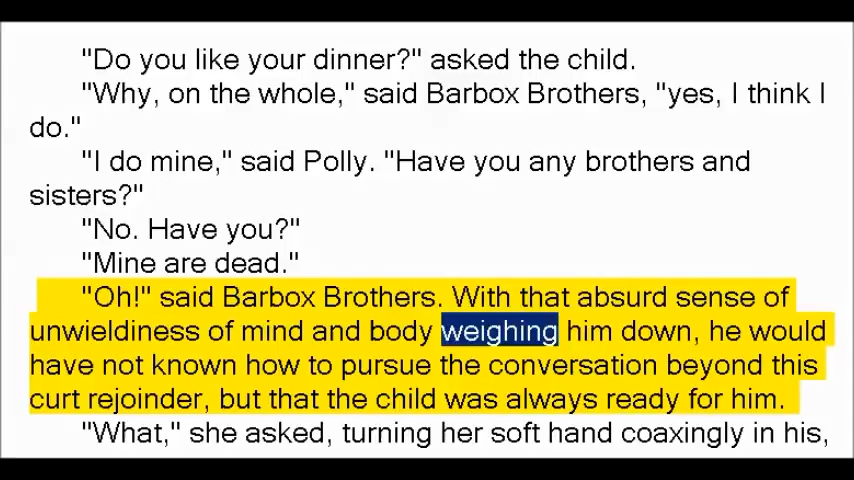 "Do you like your dinner?" asked the child.
"Why, on the whole," said Barbox Brothers, "yes, I think I
do."
"I do mine," said Polly. "Have you any brothers and
sisters?"
"No. Have you?"
"Mine are dead."
"Oh!" said Barbox Brothers. With that absurd sense of
unwieldiness of mind and body weighing him down, he would
have not known how to pursue the conversation beyond this
curt rejoinder, but that the child was always ready for him.
"What," she asked, turning her soft hand coaxingly in his,